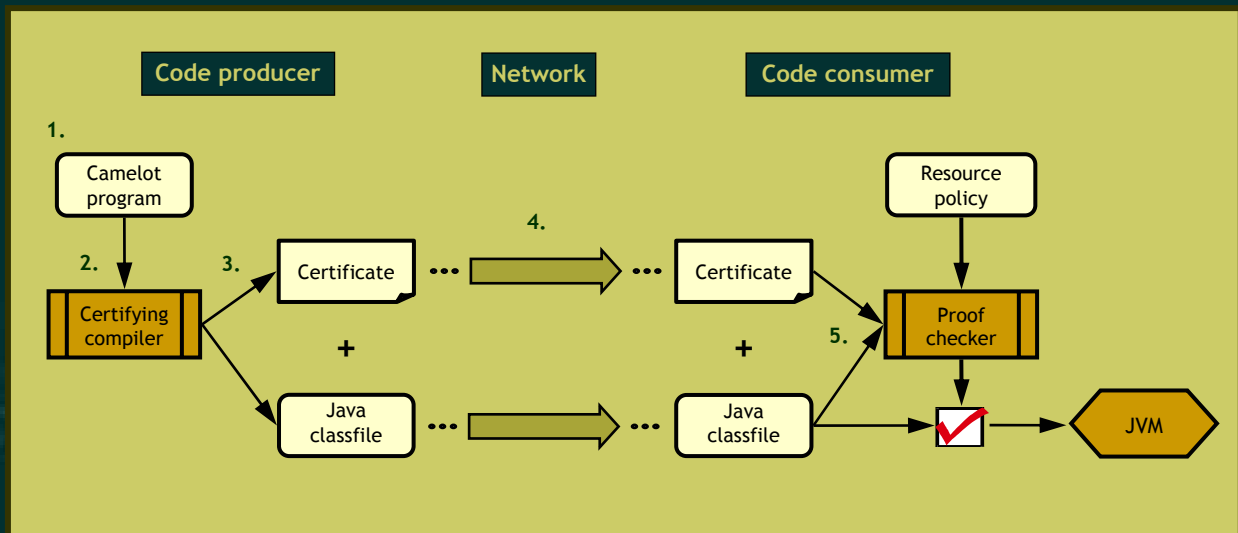 Code producer
Network
Code consumer
1.
Camelot
program
Resource
policy
4.
2.
3.
Certificate
Certificate
Certifying
compiler
Proof
checker
5.
+
+
Java
classfile
Java
classfile
JVM